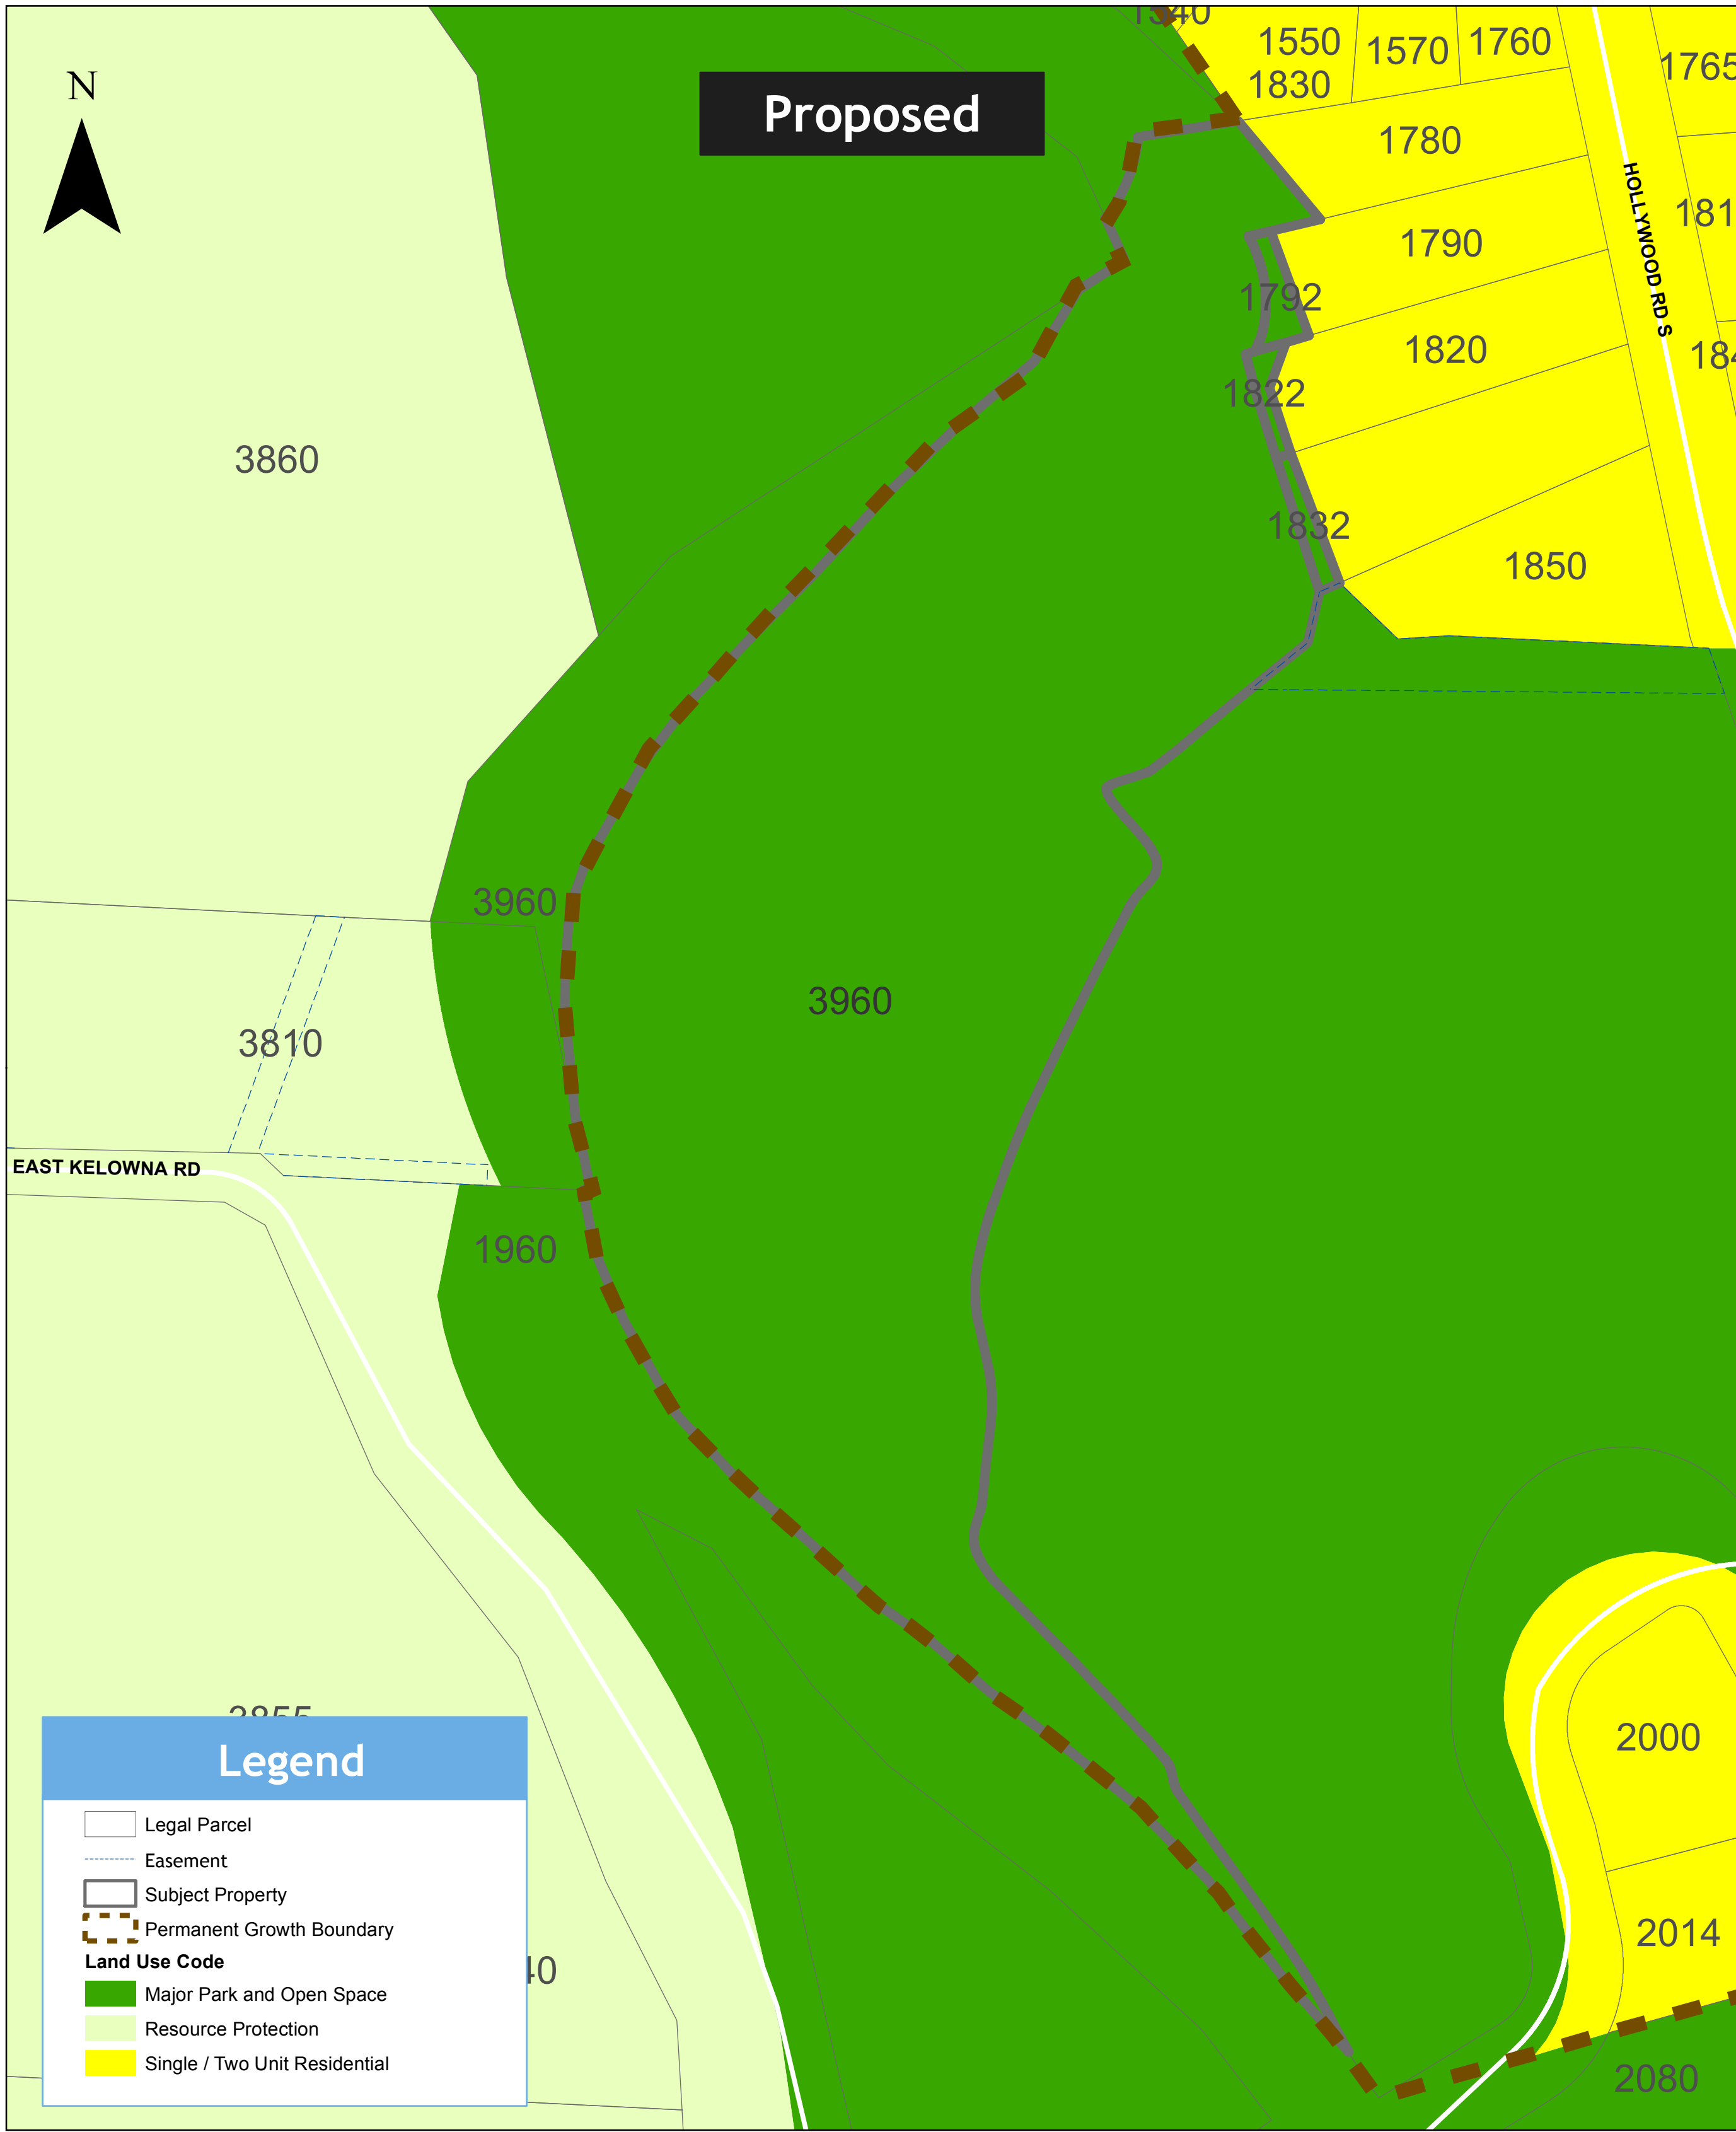 1540
1550
1570
1760
1765
N
1830
Proposed
1780
HOLLYWOOD RD S
181
1790
1792
1820
184
1822
3860
1832
1850
3960
3960
3810
EAST KELOWNA RD
1960
2000
Legend
Legal Parcel
Easement
Subject Property
2014
Permanent Growth Boundary
Land Use Code
40
Major Park and Open Space
Resource Protection
Single / Two Unit Residential
2080